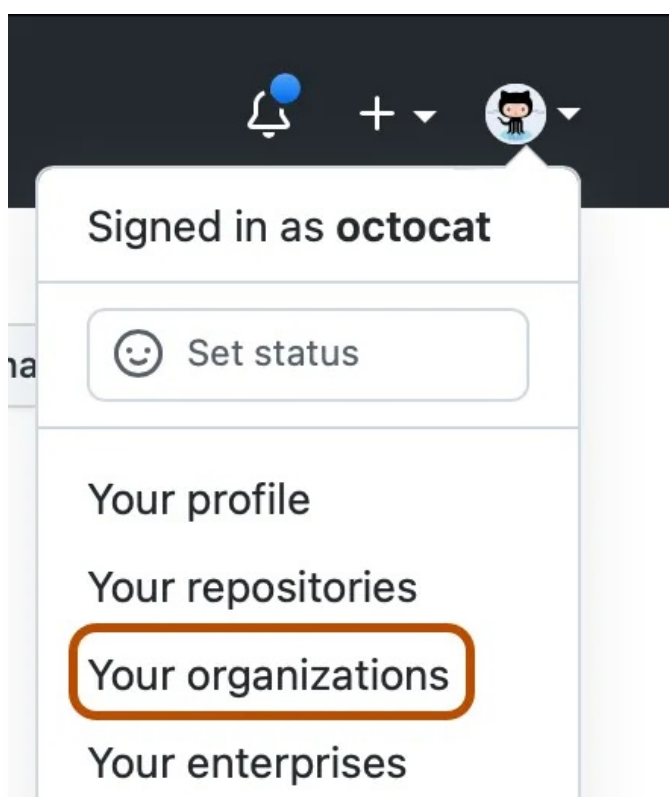 Signed in as octocat
Set status
Your profile
Your repositories
Your organizations
Your enterprises